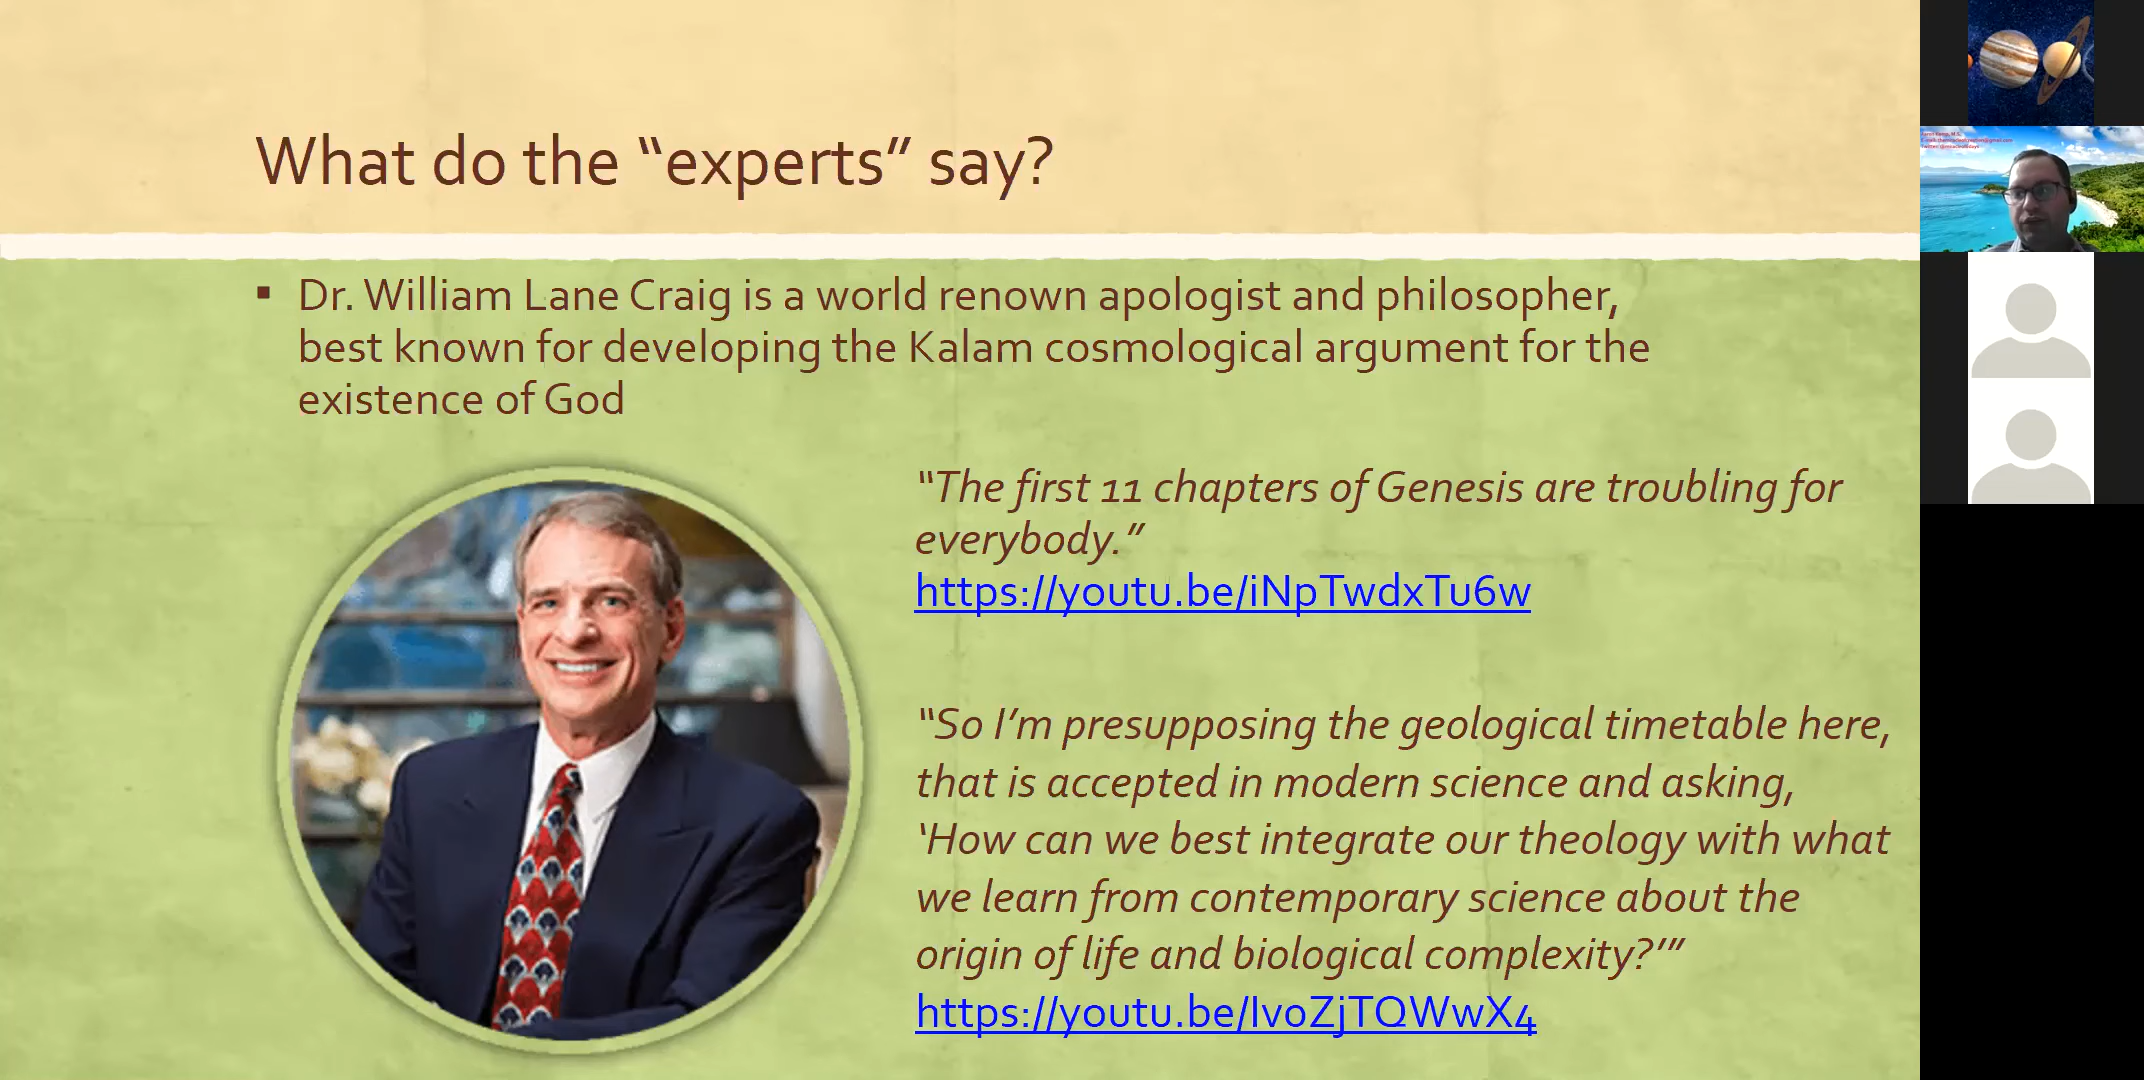 What do the “experts” say?
▪ Dr. William Lane Craig is a world renown apologist and philosopher,
best known for developing the Kalam cosmological argument for the
existence of God
“The first 11 chapters of Genesis are troubling for
everybody.”
https://youtu.be/iNpTwdxTu6w
“So I’m presupposing the geological timetable here,
that is accepted in modern science and asking,
‘How can we best integrate our theology with what
we learn from contemporary science about the
origin of life and biological complexity?’”
https://youtu.be/IvoZjTQWwX4